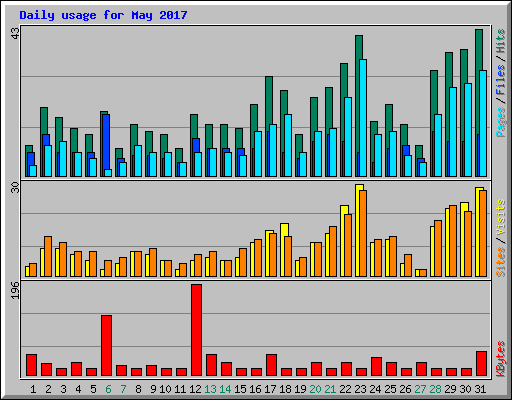 Daily usage for May 2017
43
Pages / Files / Hits
30
Sites / Visits
196
KBytes
1 2 3 4 5 6 7 8 9 10 11 12 13 14 15 16 17 18 19 20 21 22 23 24 25 26 27 28 29 30 31